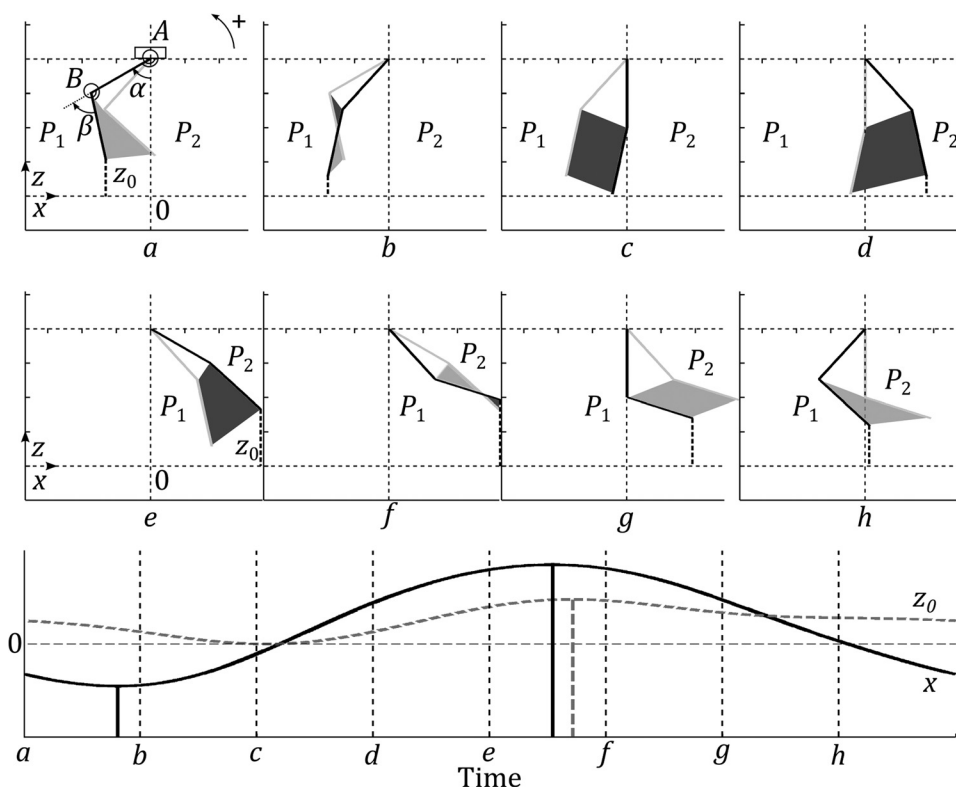 A +
B α
β P₁ P₂ P₁ P₂ P₁ P₂ P₁ P₂
z z₀
x 0
a b c d
P₂ P₂ P₂ P₂
P₁ P₁ P₁ P₁
z z₀
x 0
e f g h
z₀
0
x
a b c d e f g h
Time